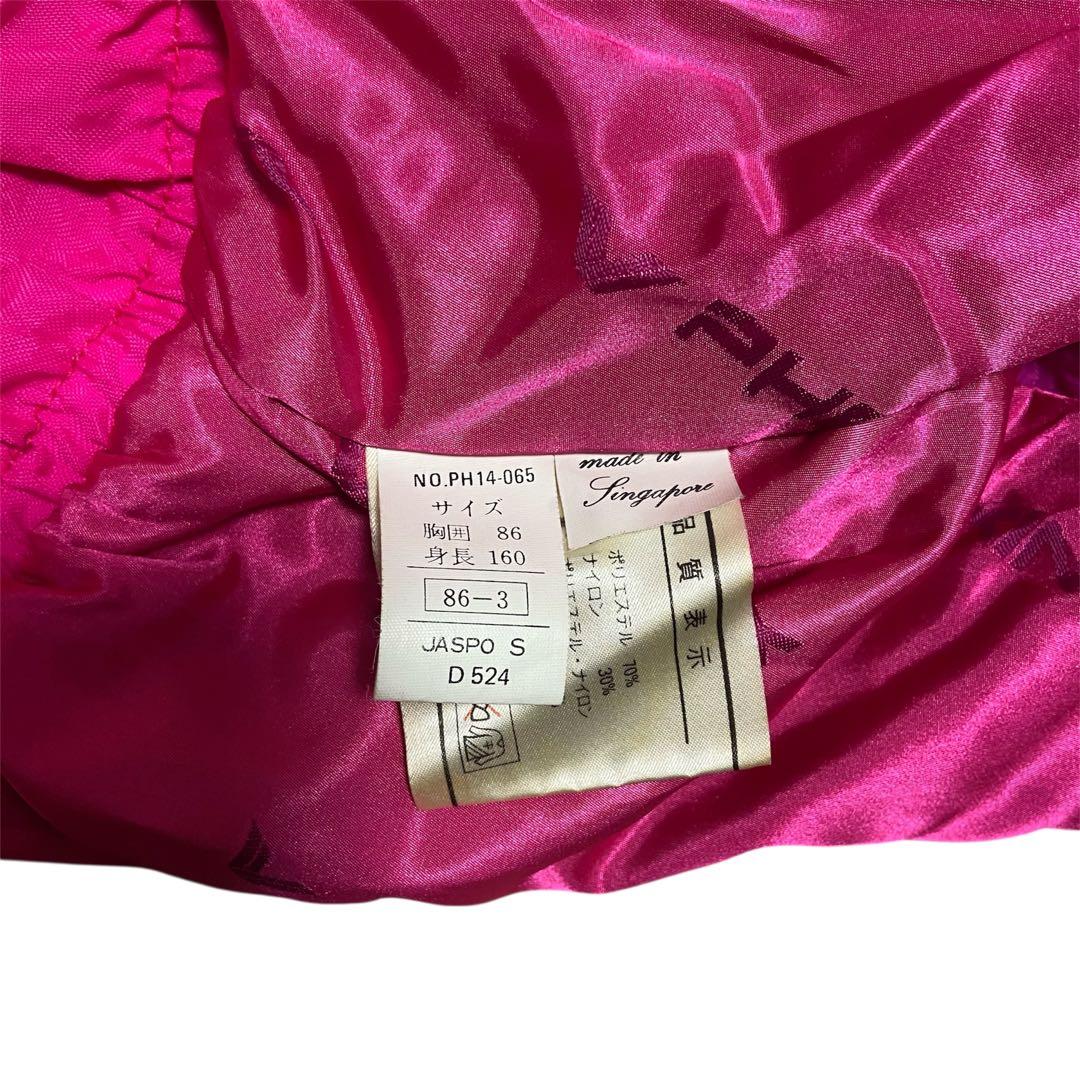 PH
NO.PH14-065
サイズ
胸囲 86
身長 160
86-3
JASPO S
D 524
made in
Singapore
品質表示
ポリエステル 70%
ナイロン 30%
ポリエステル・ナイロン